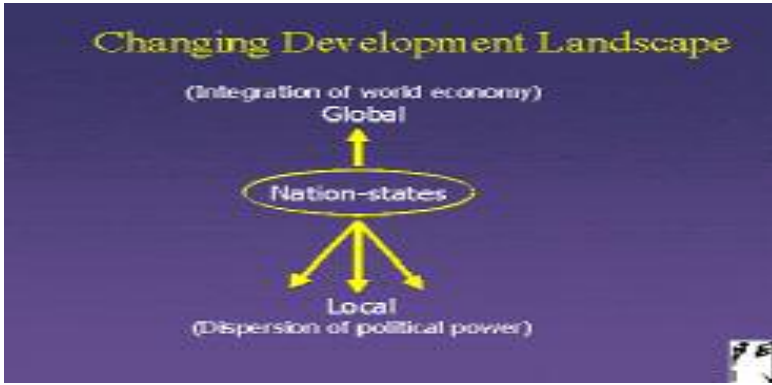 Changing Development Landscape
(Integration of world economy)
Global
Nation-states
Local
(Dispersion of political power)